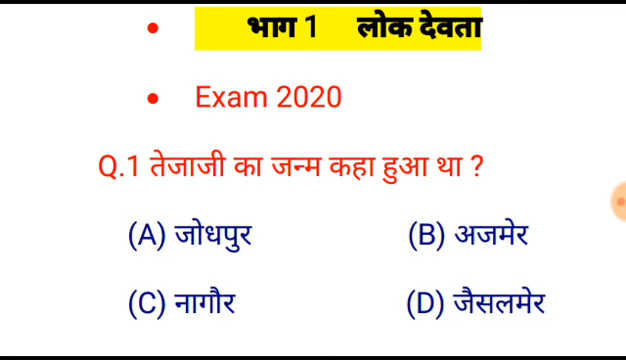 भाग 1 लोक देवता
Exam 2020
Q.1 तेजाजी का जन्म कहा हुआ था ?
(A) जोधपुर (B) अजमेर
(C) नागौर (D) जैसलमेर